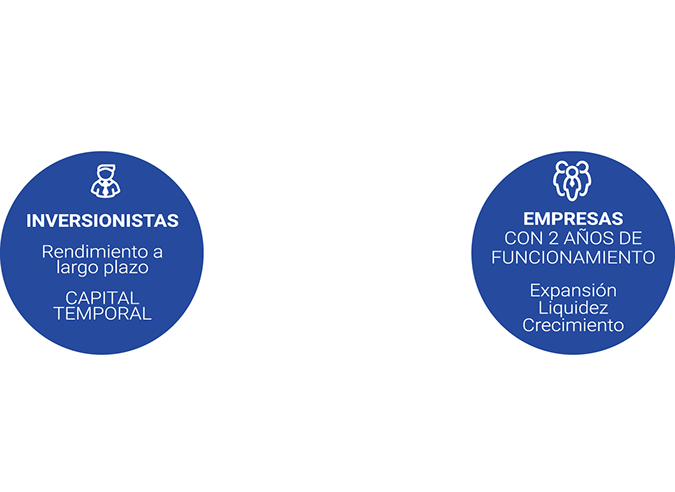 INVERSIONISTAS
Rendimiento a
largo plazo
CAPITAL
TEMPORAL
EMPRESAS
CON 2 AÑOS DE
FUNCIONAMIENTO
Expansión
Liquidez
Crecimiento